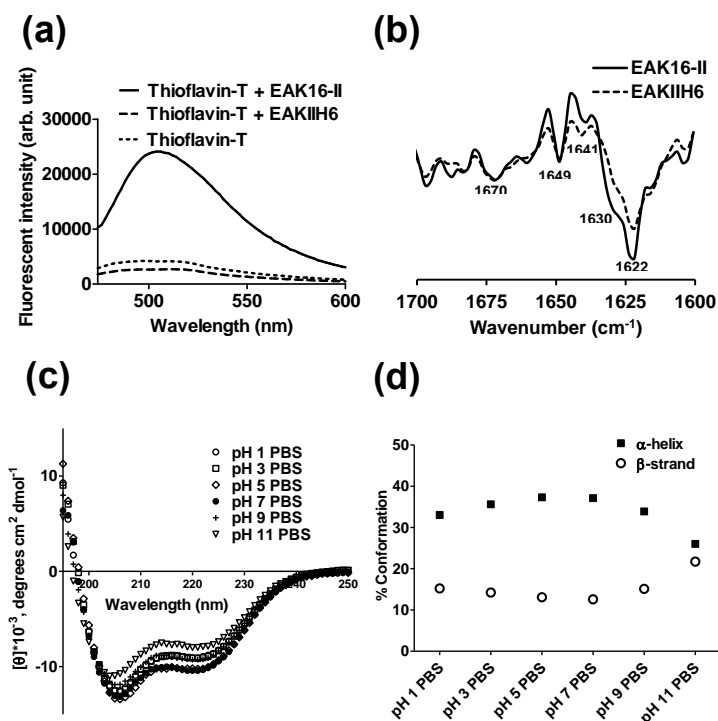 (a)
Thioflavin-T + EAK16-II
Thioflavin-T + EAKIIH6
Thioflavin-T
Fluorescent intensity (arb. unit)
30000
20000
10000
0
500 550 600
Wavelength (nm)
(b)
EAK16-II
EAKIIH6
1670
1649
1641
1630
1622
1700 1675 1650 1625 1600
Wavenumber (cm-1)
(c)
pH 1 PBS
pH 3 PBS
pH 5 PBS
pH 7 PBS
pH 9 PBS
pH 11 PBS
[θ]*10-3, degrees cm2 dmol-1
10
0
-10
200 210 220 230 240 250
Wavelength (nm)
(d)
α-helix
β-strand
% Conformation
50
40
30
20
10
0
pH 1 PBS
pH 3 PBS
pH 5 PBS
pH 7 PBS
pH 9 PBS
pH 11 PBS